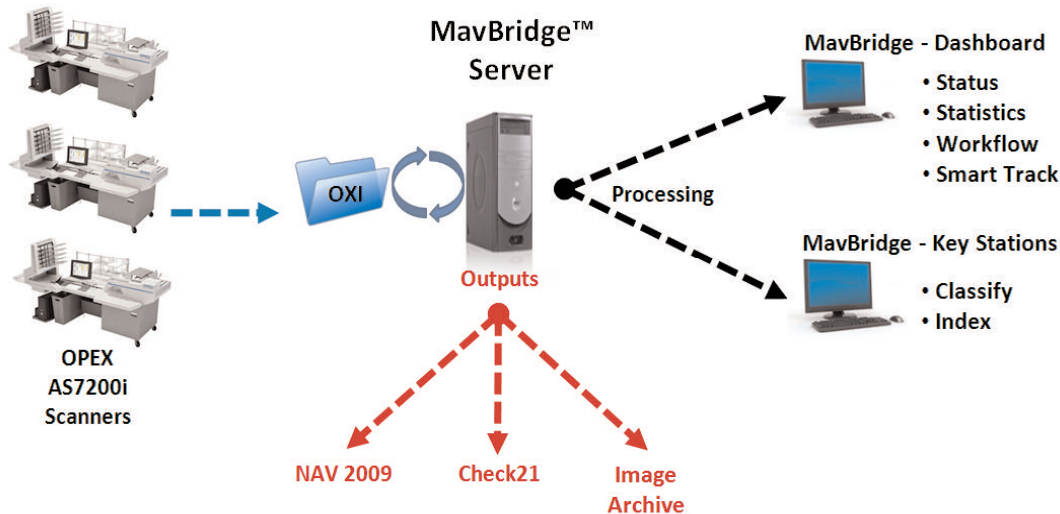 MavBridge™
Server
OXI
Processing
MavBridge - Dashboard
• Status
• Statistics
• Workflow
• Smart Track
MavBridge - Key Stations
• Classify
• Index
OPEX
AS7200i
Scanners
Outputs
NAV 2009
Check21
Image
Archive